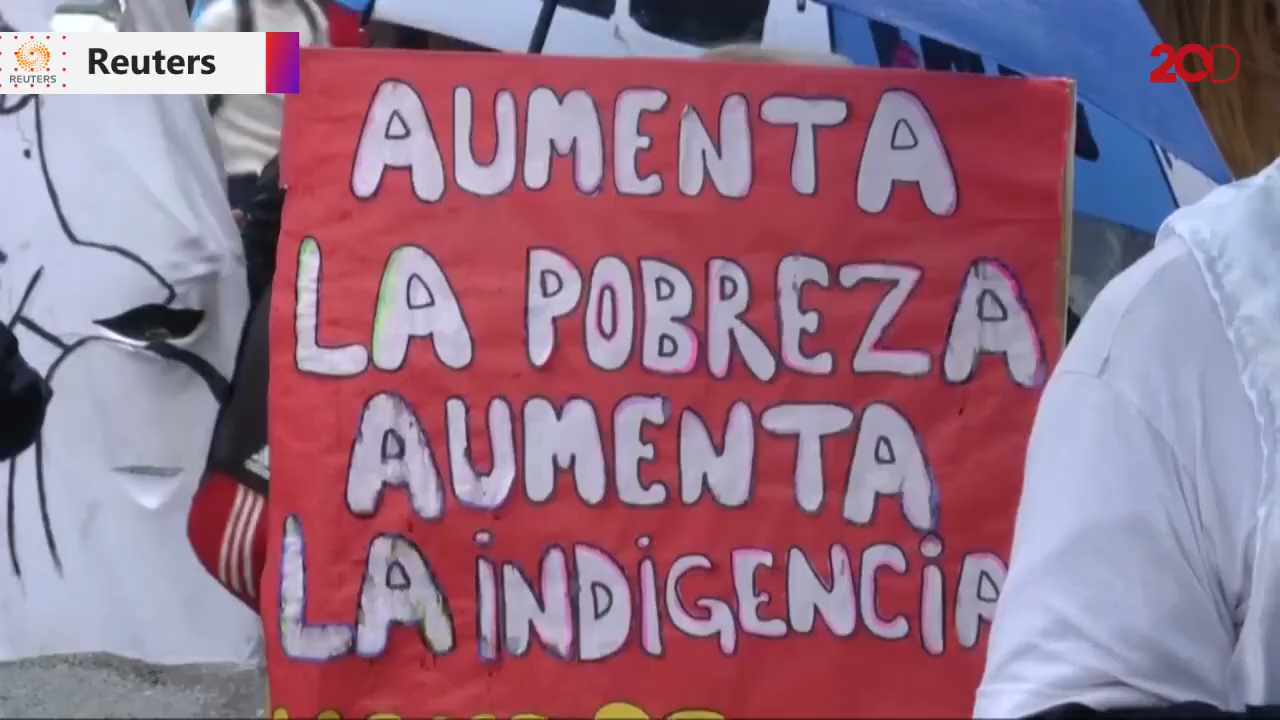 Reuters
REUTERS
20D
AUMENTA
LA POBREZA
AUMENTA
LA INDIGENCIA